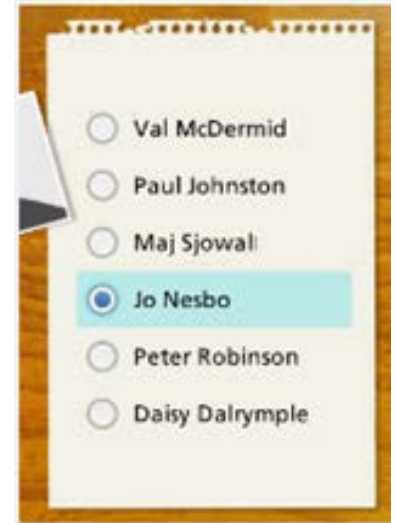 Val McDermid
Paul Johnston
Maj Sjowall
Jo Nesbo
Peter Robinson
Daisy Dalrymple